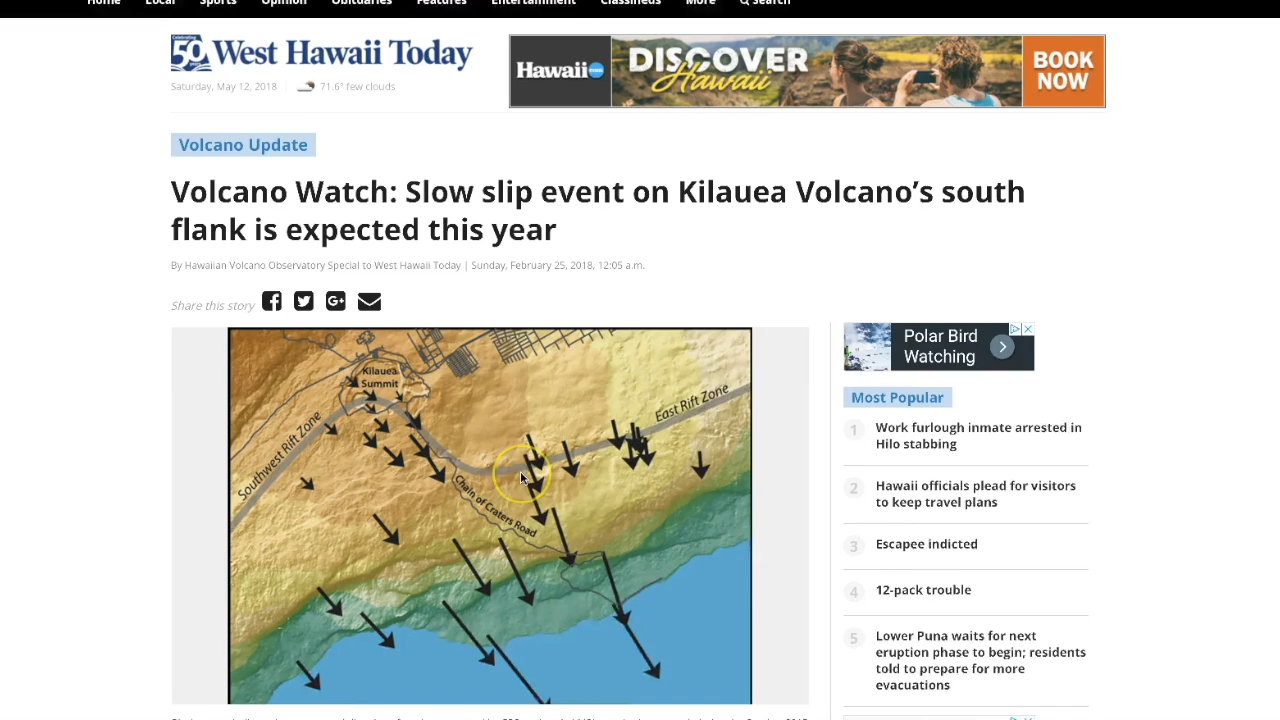 Home Local Sports Opinion Obituaries Features Entertainment Classifieds More Search
Celebrating
50 West Hawaii Today
Saturday, May 12, 2018 71.6° few clouds
Hawaii
DISCOVER
Hawaii
BOOK
NOW
Volcano Update
Volcano Watch: Slow slip event on Kilauea Volcano’s south
flank is expected this year
By Hawaiian Volcano Observatory Special to West Hawaii Today | Sunday, February 25, 2018, 12:05 a.m.
Share this story
Kilauea
Summit
Southwest Rift Zone
East Rift Zone
Chain of Craters Road
Polar Bird
Watching
Most Popular
1 Work furlough inmate arrested in
Hilo stabbing
2 Hawaii officials plead for visitors
to keep travel plans
3 Escapee indicted
4 12-pack trouble
5 Lower Puna waits for next
eruption phase to begin; residents
told to prepare for more
evacuations